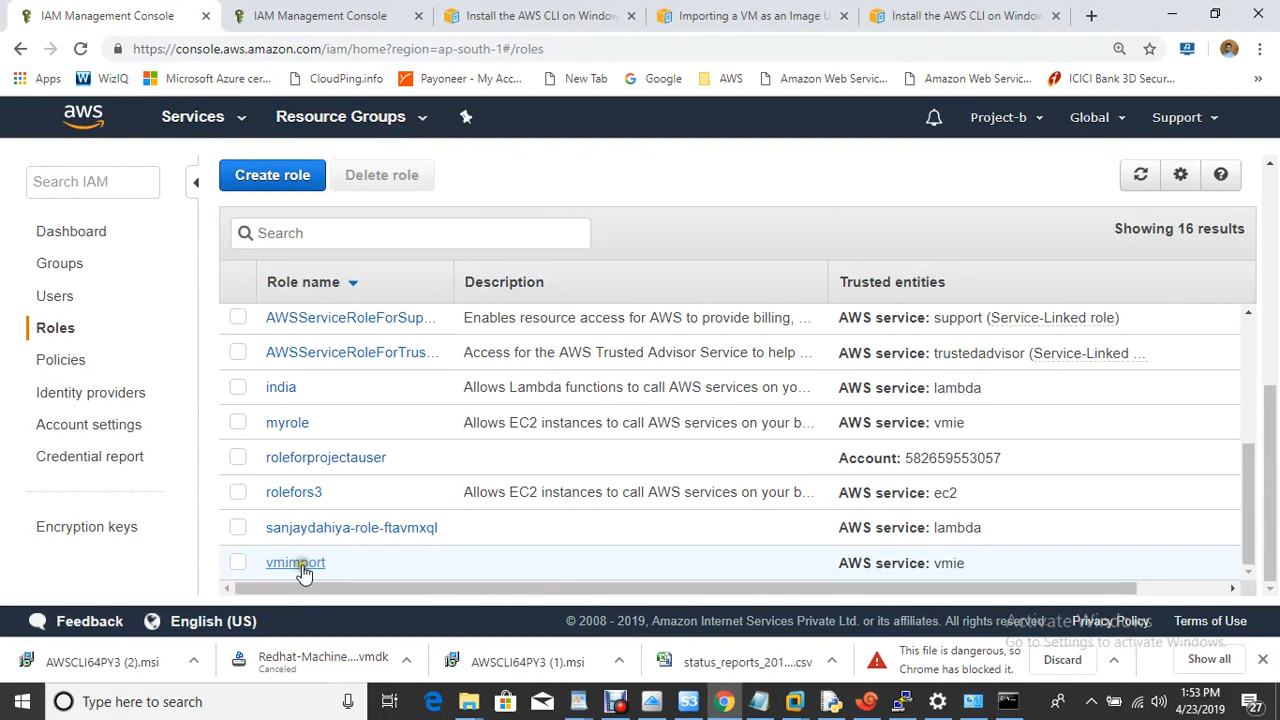 IAM Management Console
IAM Management Console
Install the AWS CLI on Window
Importing a VM as an Image U
Install the AWS CLI on Window
https://console.aws.amazon.com/iam/home?region=ap-south-1#/roles
Apps
WizIQ
Microsoft Azure cer...
CloudPing.info
Payoneer - My Acc...
New Tab
Google
AWS
Amazon Web Servic...
Amazon Web Servic...
ICICI Bank 3D Secur...
»
aws
Services
Resource Groups
Project-b
Global
Support
Search IAM
Dashboard
Groups
Users
Roles
Policies
Identity providers
Account settings
Credential report
Encryption keys
Create role
Delete role
Search
Showing 16 results
Role name
Description
Trusted entities
AWSServiceRoleForSup... Enables resource access for AWS to provide billing, ... AWS service: support (Service-Linked role)
AWSServiceRoleForTrus... Access for the AWS Trusted Advisor Service to help ... AWS service: trustedadvisor (Service-Linked ...
india Allows Lambda functions to call AWS services on yo... AWS service: lambda
myrole Allows EC2 instances to call AWS services on your b... AWS service: vmie
roleforprojectauser Account: 582659553057
rolefors3 Allows EC2 instances to call AWS services on your b... AWS service: ec2
sanjaydahiya-role-ftavmxql AWS service: lambda
vmimport AWS service: vmie
Feedback
English (US)
© 2008 - 2019, Amazon Internet Services Private Ltd. or its affiliates. All rights reserved.
Privacy Policy
Terms of Use
Activate Windows
Go to Settings to activate Windows.
AWSCLI64PY3 (2).msi
Redhat-Machine....vmdk
Canceled
AWSCLI64PY3 (1).msi
status_reports_201....csv
This file is dangerous, so
Chrome has blocked it.
Discard
Show all
Type here to search
S3
1:53 PM
4/23/2019
27